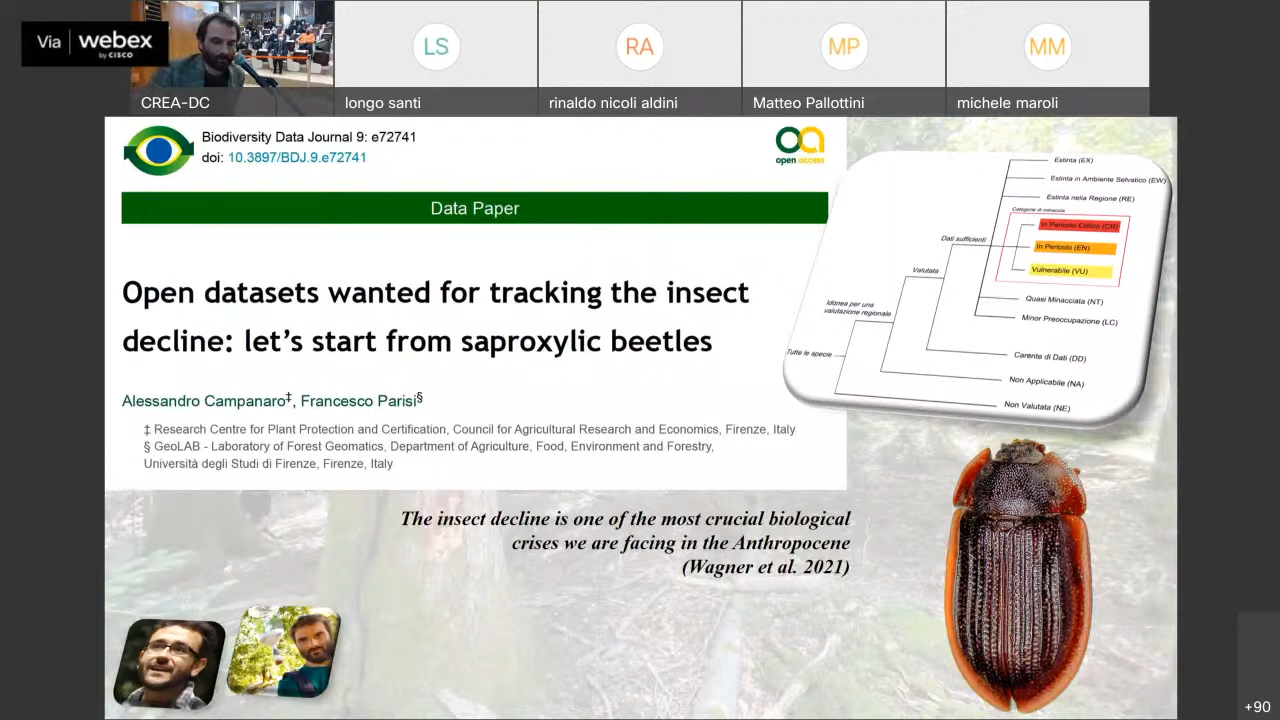 Via webex
by CISCO
LS
RA
MP
MM
CREA-DC
longo santi
rinaldo nicoli aldini
Matteo Pallottini
michele maroli
Biodiversity Data Journal 9: e72741
doi: 10.3897/BDJ.9.e72741
open access
Data Paper
Open datasets wanted for tracking the insect
decline: let's start from saproxylic beetles
Alessandro Campanaro‡, Francesco Parisi§
‡ Research Centre for Plant Protection and Certification, Council for Agricultural Research and Economics, Firenze, Italy
§ GeoLAB - Laboratory of Forest Geomatics, Department of Agriculture, Food, Environment and Forestry,
Università degli Studi di Firenze, Firenze, Italy
Estinta (EX)
Estinta in Ambiente Selvatico (EW)
Estinta nella Regione (RE)
Categorie di minaccia
In Pericolo Critico (CR)
Dati sufficienti
In Pericolo (EN)
Valutata
Vulnerabile (VU)
Quasi Minacciata (NT)
Idonea per una
valutazione regionale
Minor Preoccupazione (LC)
Tutte le specie
Carente di Dati (DD)
Non Applicabile (NA)
Non Valutata (NE)
The insect decline is one of the most crucial biological
crises we are facing in the Anthropocene
(Wagner et al. 2021)
+90